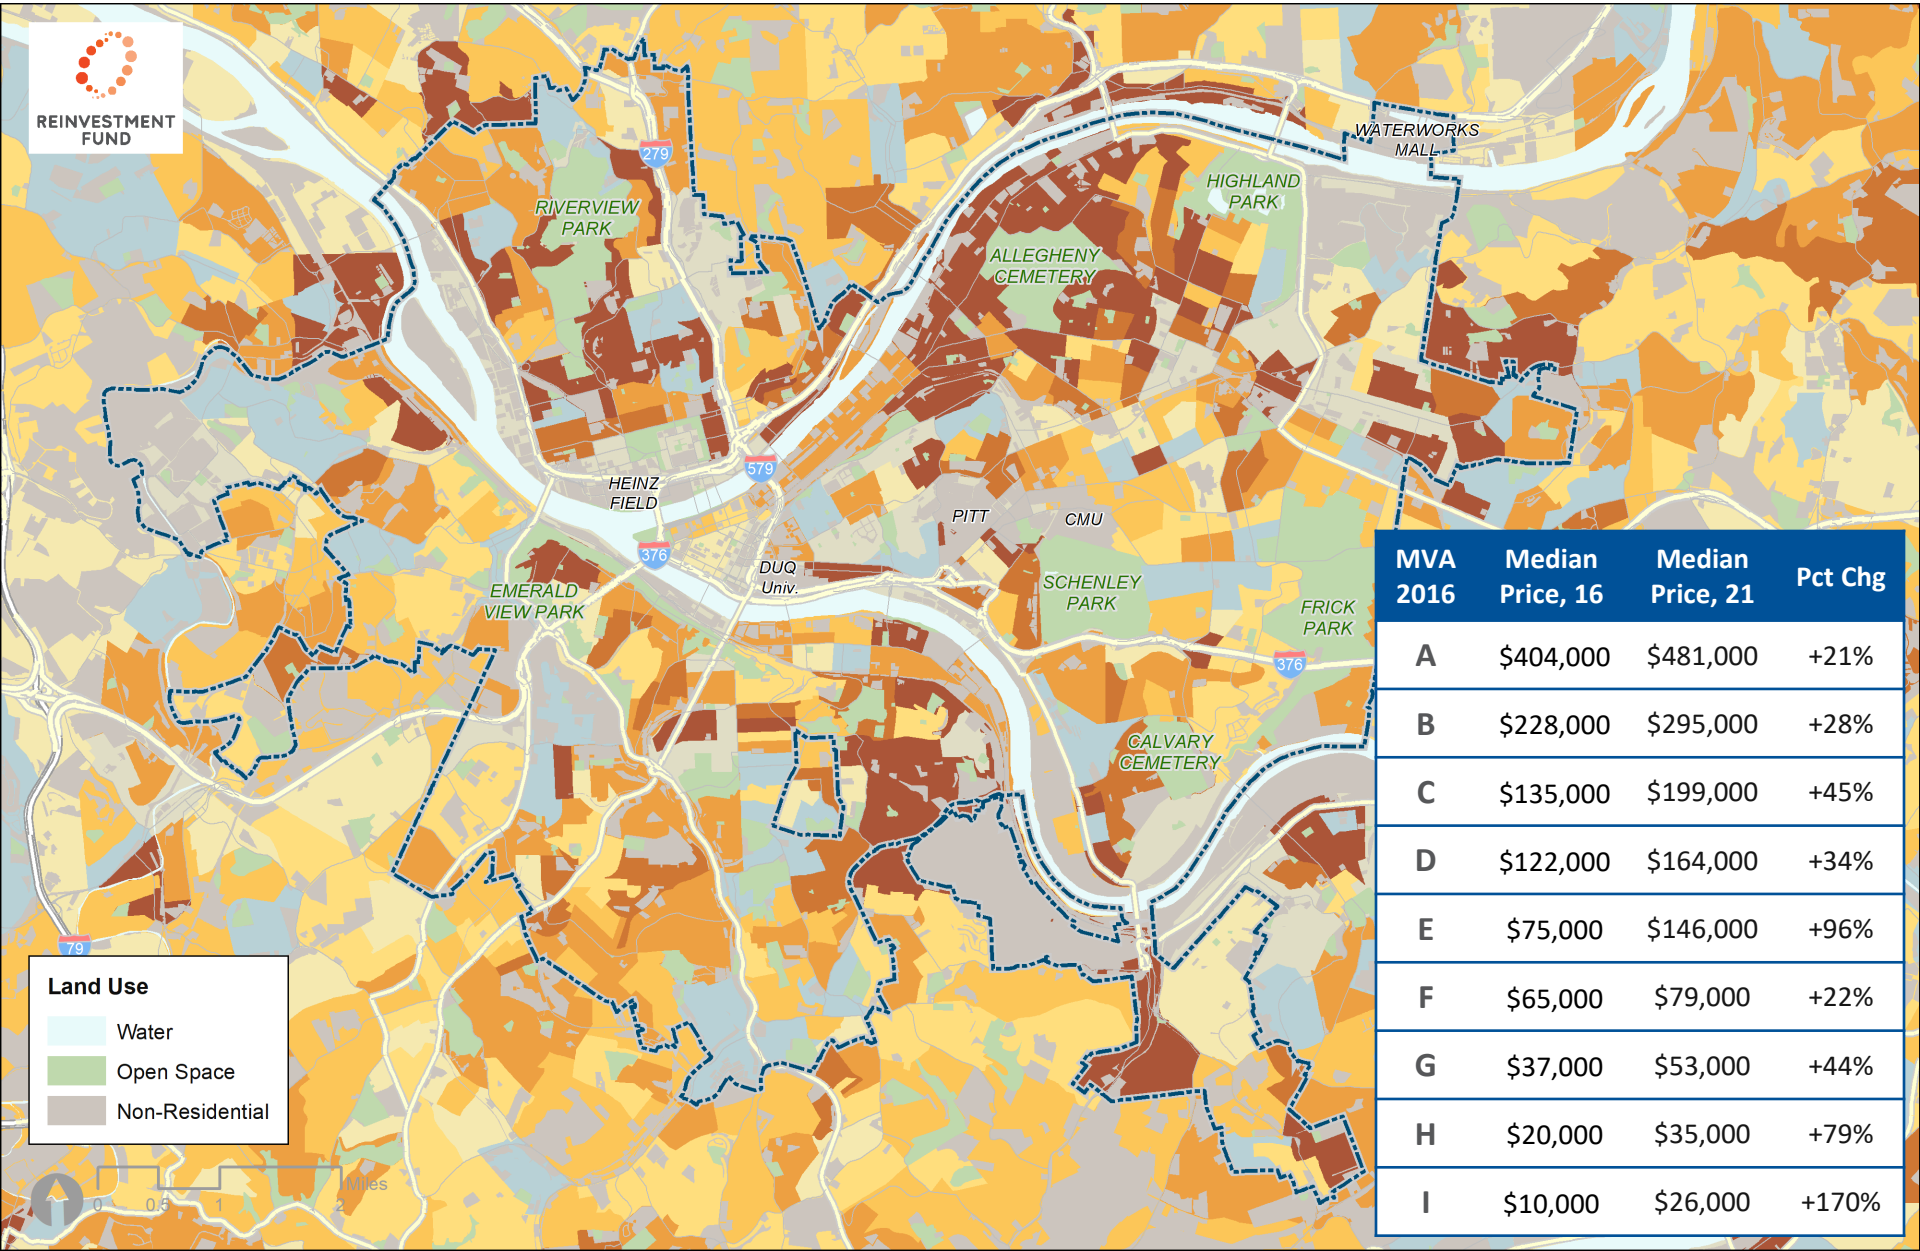 REINVESTMENT
FUND
279
WATERWORKS
MALL
HIGHLAND
PARK
RIVERVIEW
PARK
ALLEGHENY
CEMETERY
579
HEINZ
FIELD
PITT
CMU
376
DUQ
Univ.
EMERALD
VIEW PARK
SCHENLEY
PARK
FRICK
PARK
376
CALVARY
CEMETERY
79
MVA 2016 Median Price, 16 Median Price, 21 Pct Chg
A $404,000 $481,000 +21%
B $228,000 $295,000 +28%
C $135,000 $199,000 +45%
D $122,000 $164,000 +34%
E $75,000 $146,000 +96%
F $65,000 $79,000 +22%
G $37,000 $53,000 +44%
H $20,000 $35,000 +79%
I $10,000 $26,000 +170%
Land Use
Water
Open Space
Non-Residential
Miles
0 0.5 1 2